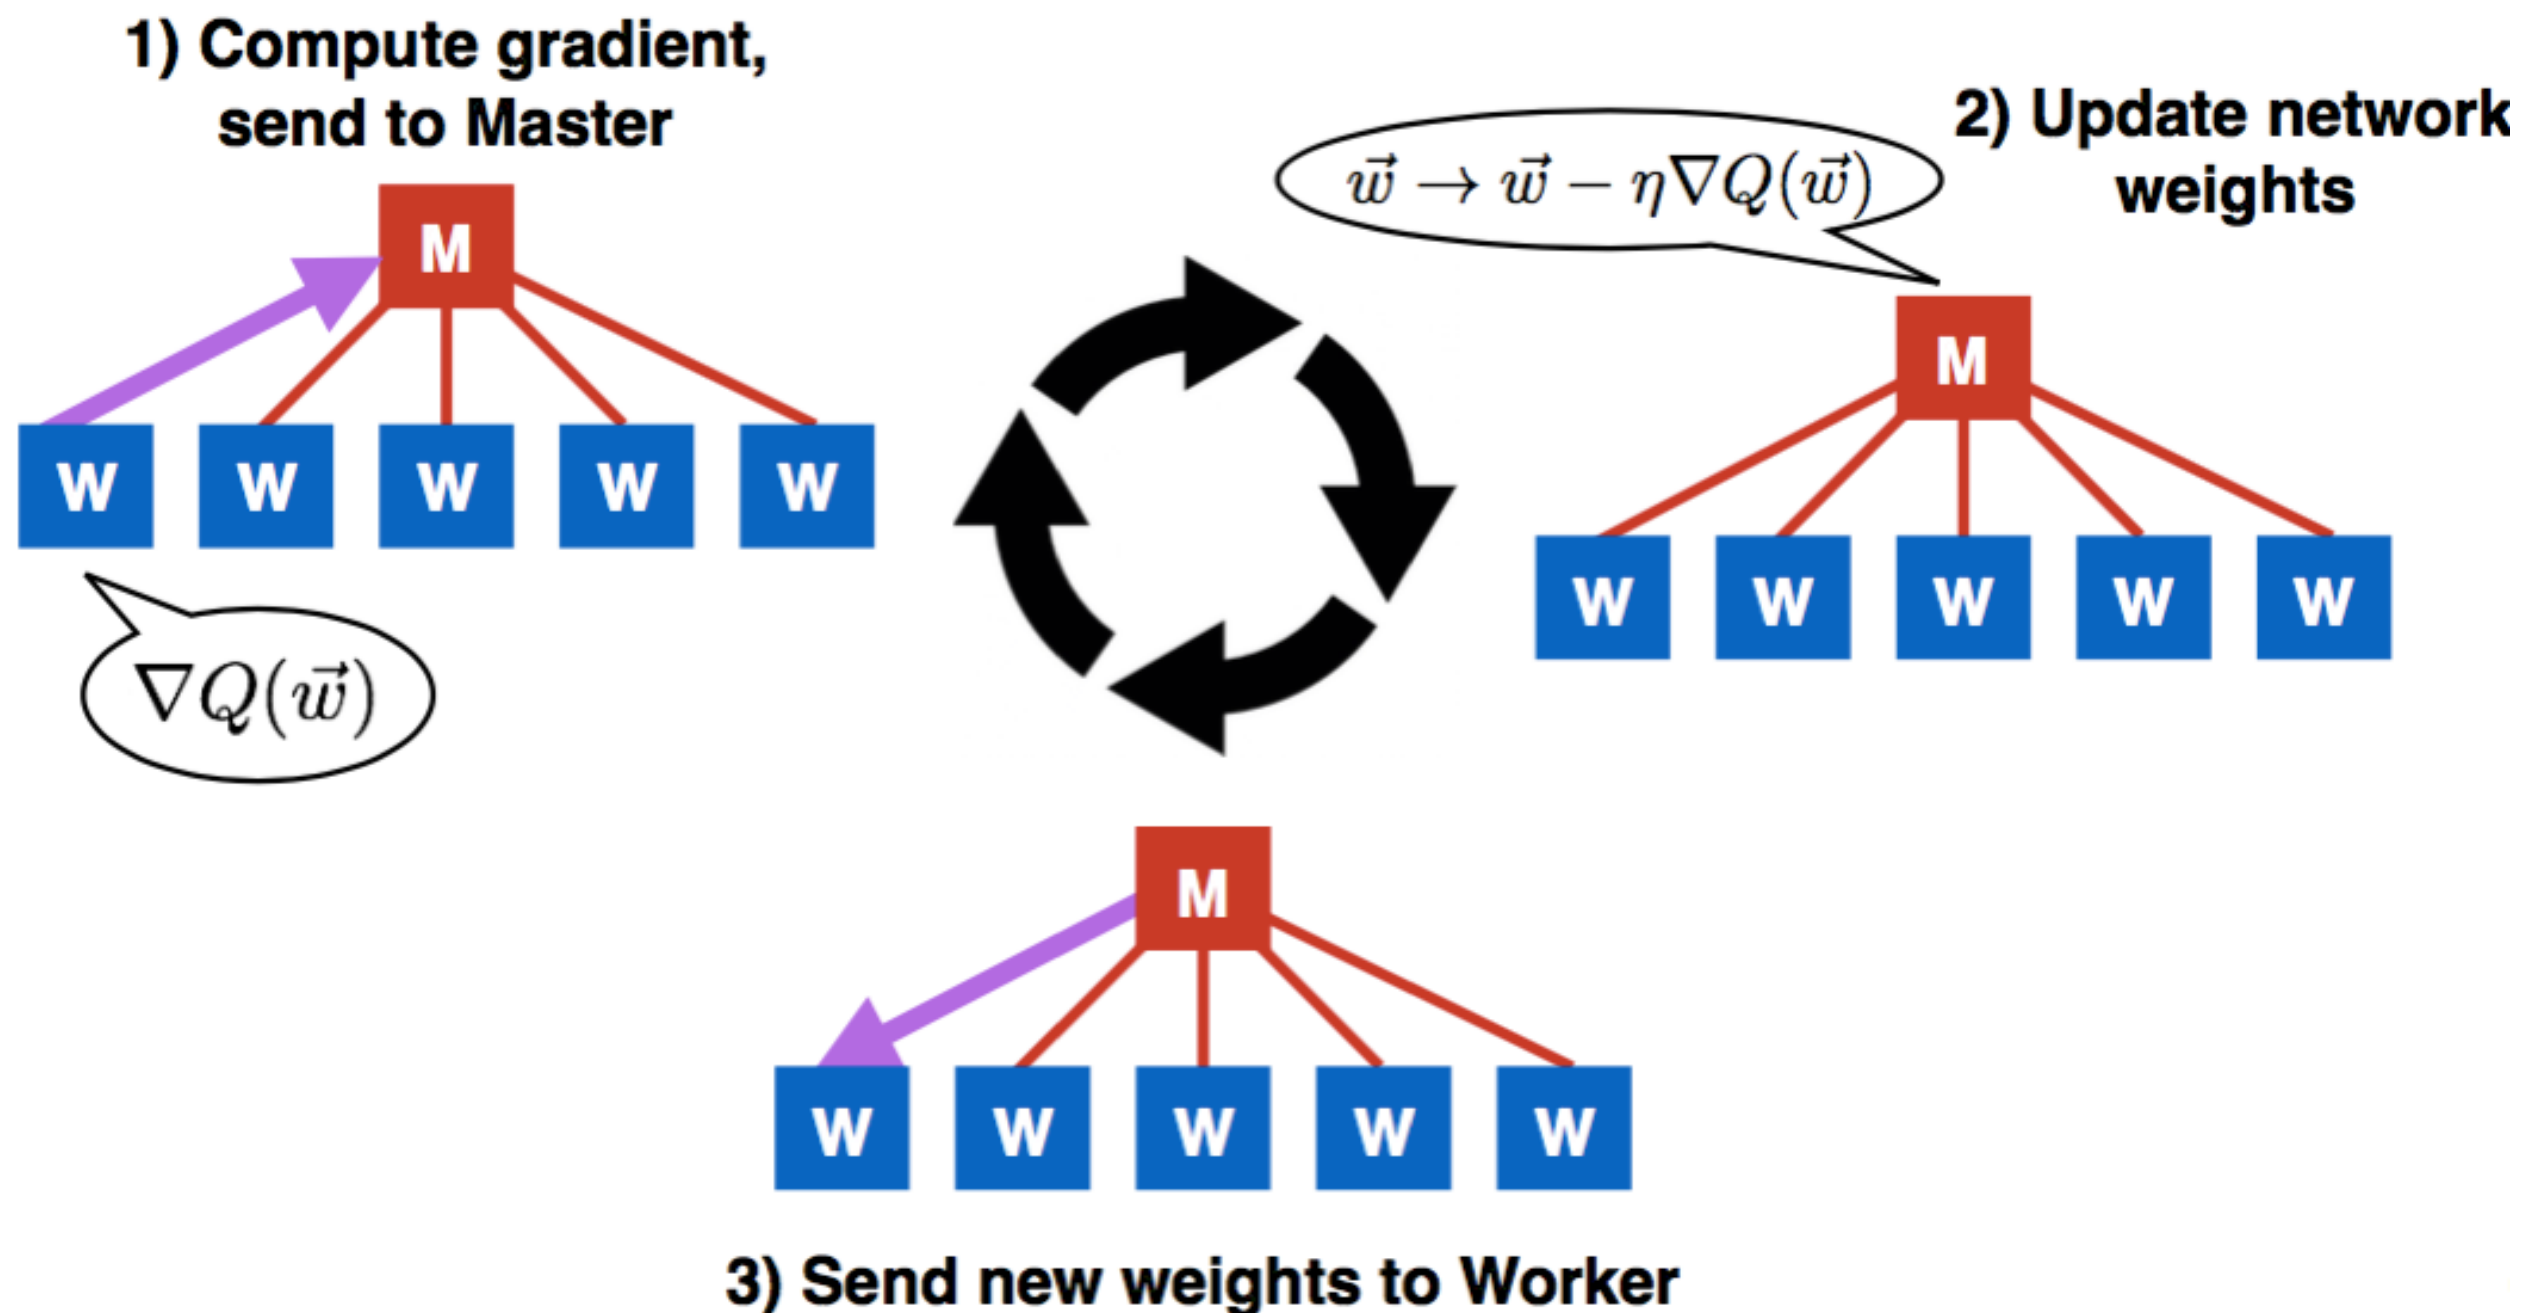 1) Compute gradient,
send to Master
M
W W W W W
∇Q(w⃗)
w⃗ → w⃗ − η∇Q(w⃗)
2) Update network
weights
M
W W W W W
M
W W W W W
3) Send new weights to Worker